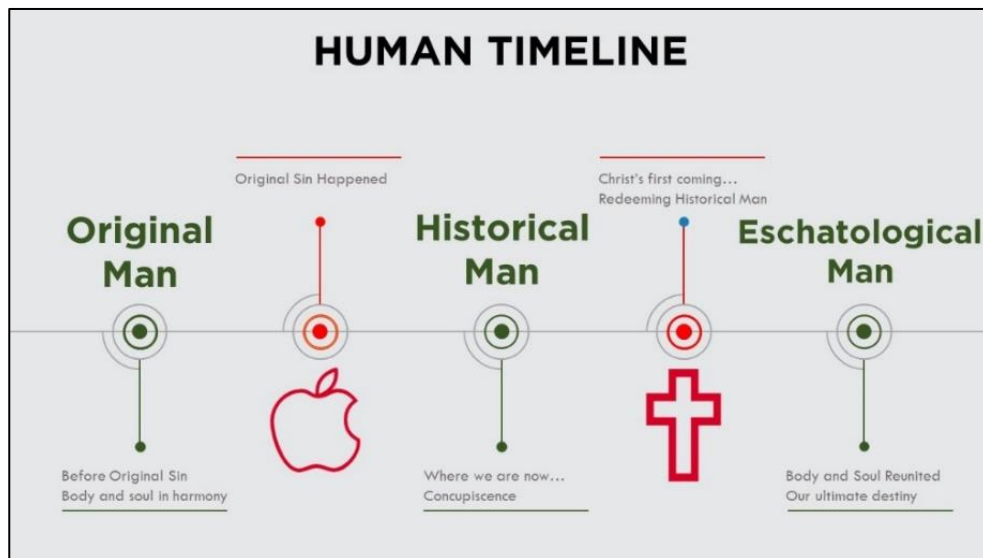 HUMAN TIMELINE
Original Sin Happened
Christ's first coming...
Redeeming Historical Man
Original
Man
Historical
Man
Eschatological
Man
Before Original Sin
Body and soul in harmony
Where we are now...
Concupiscence
Body and Soul Reunited
Our ultimate destiny